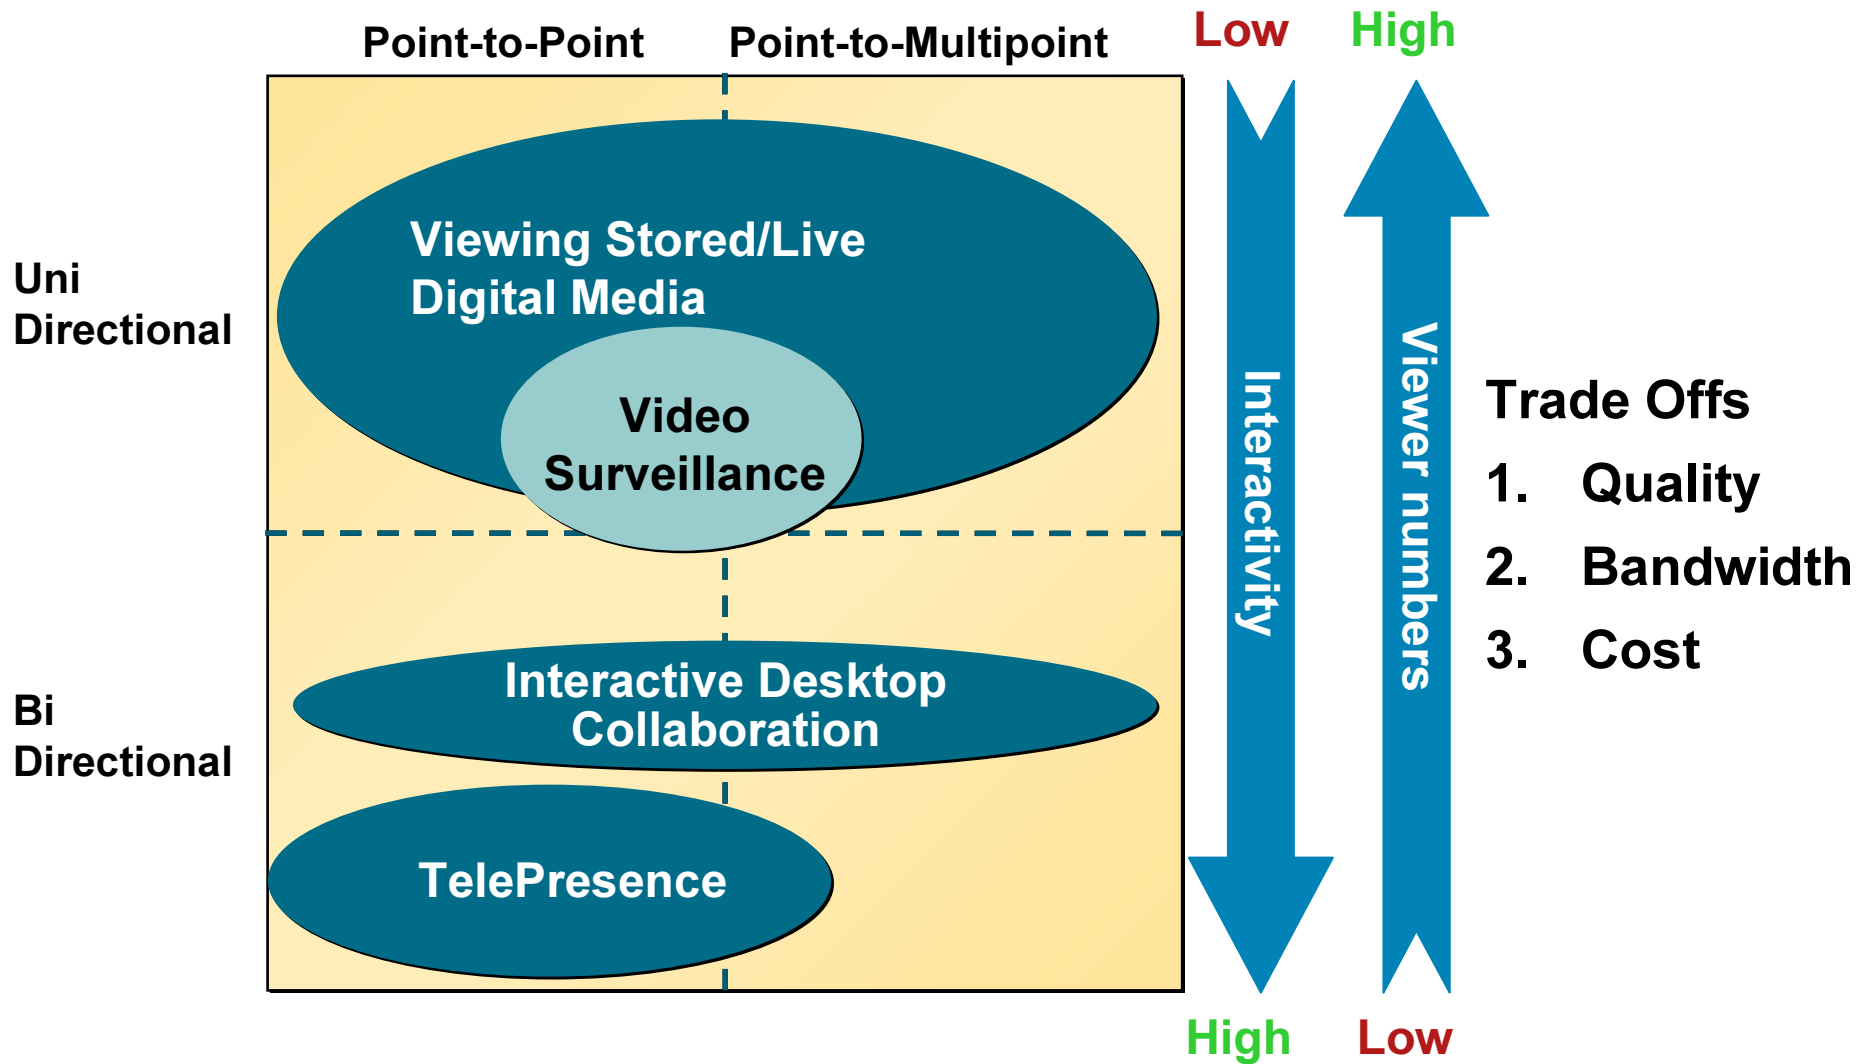 Point-to-Point
Point-to-Multipoint
Low
High
Uni
Directional
Viewing Stored/Live
Digital Media
Video
Surveillance
Bi
Directional
Interactive Desktop
Collaboration
TelePresence
Interactivity
Viewer numbers
Trade Offs
1. Quality
2. Bandwidth
3. Cost
High
Low